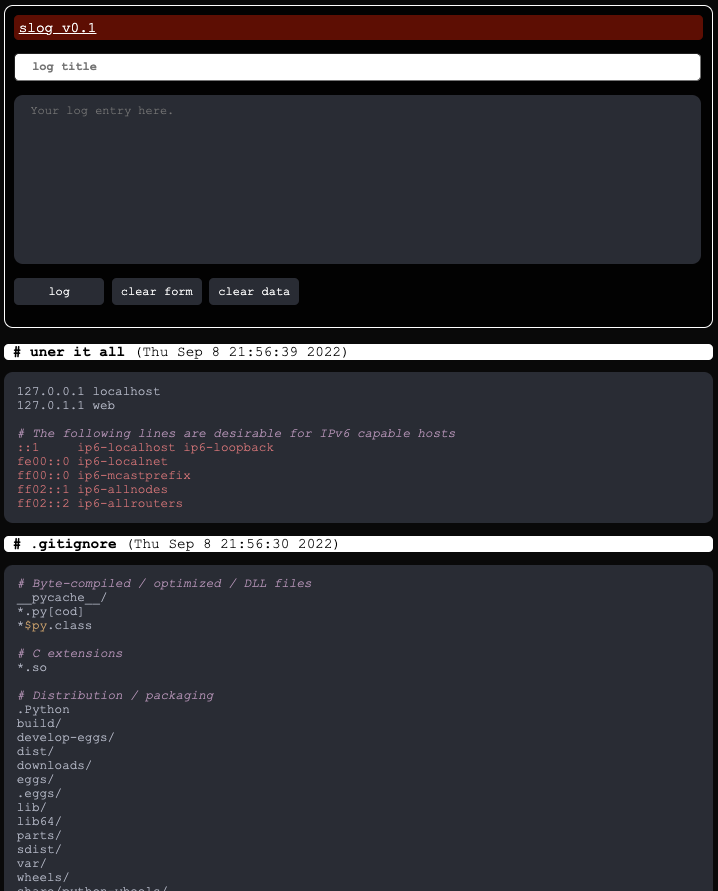 slog v0.1
log title
Your log entry here.
log clear form clear data
# uner it all (Thu Sep 8 21:56:39 2022)
127.0.0.1 localhost
127.0.1.1 web
# The following lines are desirable for IPv6 capable hosts
::1     ip6-localhost ip6-loopback
fe00::0 ip6-localnet
ff00::0 ip6-mcastprefix
ff02::1 ip6-allnodes
ff02::2 ip6-allrouters
# .gitignore (Thu Sep 8 21:56:30 2022)
# Byte-compiled / optimized / DLL files
__pycache__/
*.py[cod]
*$py.class
# C extensions
*.so
# Distribution / packaging
.Python
build/
develop-eggs/
dist/
downloads/
eggs/
.eggs/
lib/
lib64/
parts/
sdist/
var/
wheels/
share/python-wheels/